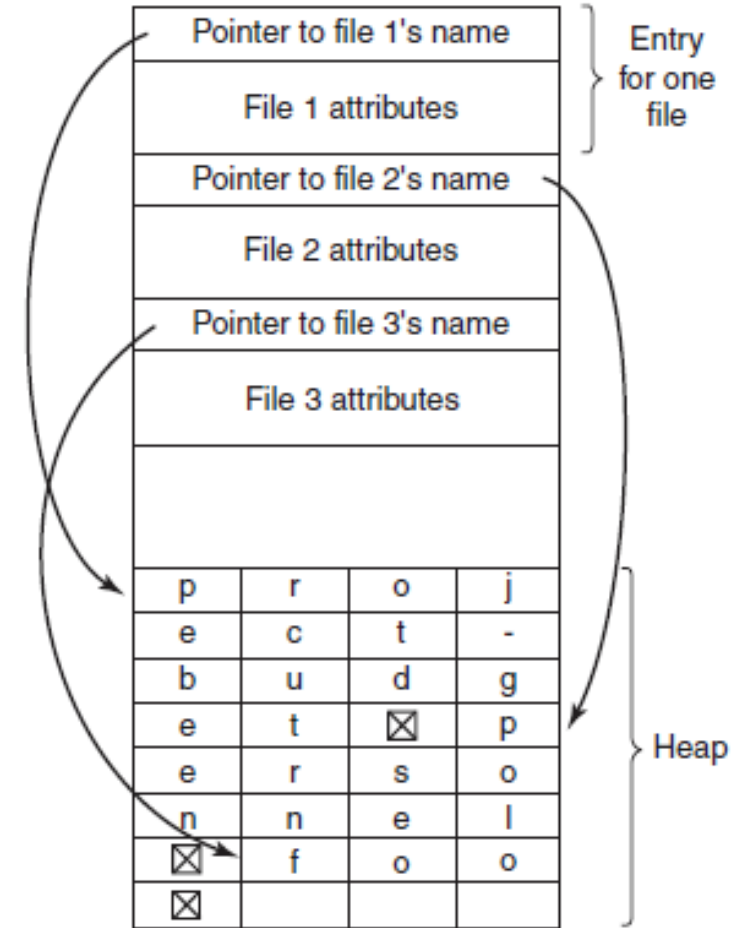 Pointer to file 1's name
Entry
for one
file
File 1 attributes
Pointer to file 2's name
File 2 attributes
Pointer to file 3's name
File 3 attributes
p r o j
e c t -
b u d g
e t ☒ p
e r s o
n n e l
☒ f o o
☒
Heap